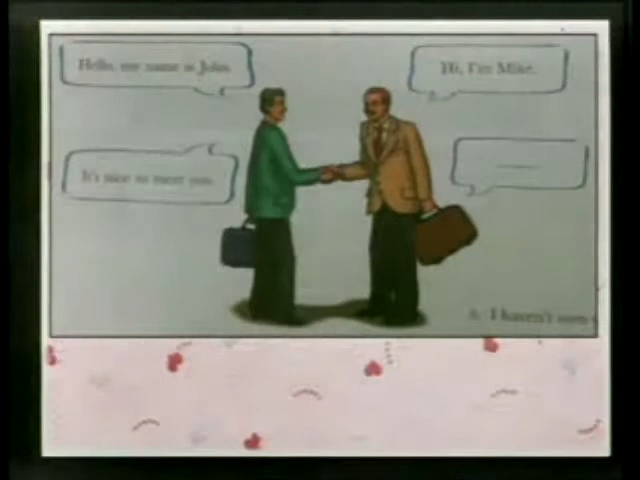 Hello, my name is John.
Hi, I'm Mike.
It's nice to meet you.
I haven't seen